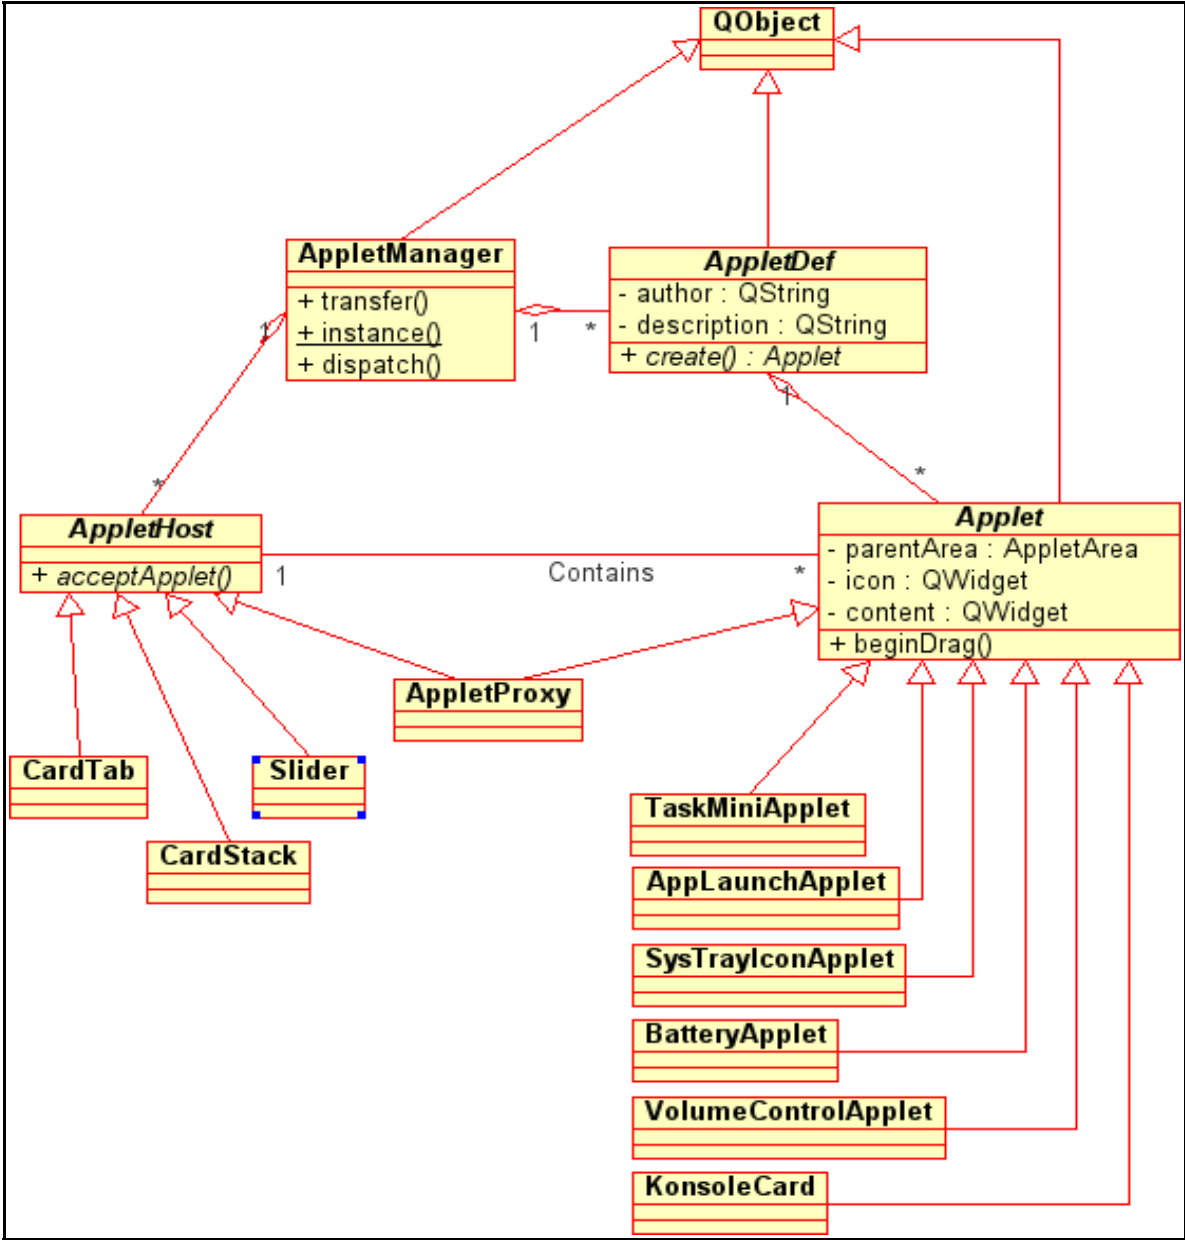 QObject
AppletManager
+ transfer()
+ instance()
+ dispatch()
AppletDef
- author : QString
- description : QString
+ create() : Applet
1
1
*
1
*
*
AppletHost
+ acceptApplet()
Applet
- parentArea : AppletArea
- icon : QWidget
- content : QWidget
+ beginDrag()
1
Contains
*
AppletProxy
CardTab
Slider
CardStack
TaskMiniApplet
AppLaunchApplet
SysTrayIconApplet
BatteryApplet
VolumeControlApplet
KonsoleCard